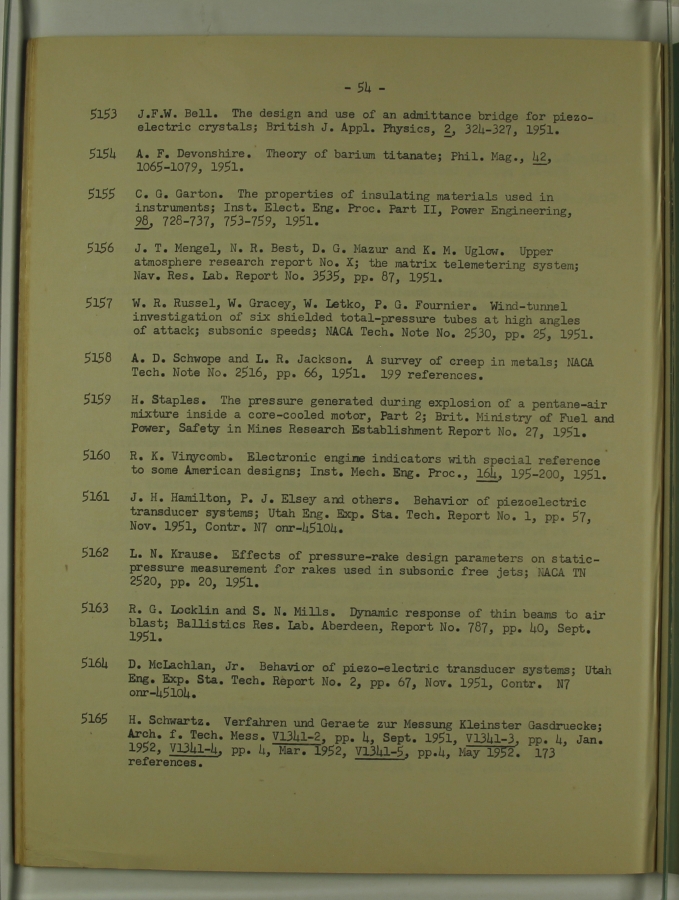 - 54 -
5153 J.F.W. Bell. The design and use of an admittance bridge for piezo-
electric crystals; British J. Appl. Physics, 2, 324-327, 1951.
5154 A. F. Devonshire. Theory of barium titanate; Phil. Mag., 42,
1065-1079, 1951.
5155 C. G. Garton. The properties of insulating materials used in
instruments; Inst. Elect. Eng. Proc. Part II, Power Engineering,
98, 728-737, 753-759, 1951.
5156 J. T. Mengel, N. R. Best, D. G. Mazur and K. M. Uglow. Upper
atmosphere research report No. X; the matrix telemetering system;
Nav. Res. Lab. Report No. 3535, pp. 87, 1951.
5157 W. R. Russel, W. Gracey, W. Letko, P. G. Fournier. Wind-tunnel
investigation of six shielded total-pressure tubes at high angles
of attack; subsonic speeds; NACA Tech. Note No. 2530, pp. 25, 1951.
5158 A. D. Schwope and L. R. Jackson. A survey of creep in metals; NACA
Tech. Note No. 2516, pp. 66, 1951. 199 references.
5159 H. Staples. The pressure generated during explosion of a pentane-air
mixture inside a core-cooled motor, Part 2; Brit. Ministry of Fuel and
Power, Safety in Mines Research Establishment Report No. 27, 1951.
5160 R. K. Vinycomb. Electronic engine indicators with special reference
to some American designs; Inst. Mech. Eng. Proc., 164, 195-200, 1951.
5161 J. H. Hamilton, P. J. Elsey and others. Behavior of piezoelectric
transducer systems; Utah Eng. Exp. Sta. Tech. Report No. 1, pp. 57,
Nov. 1951, Contr. N7 onr-45104.
5162 L. N. Krause. Effects of pressure-rake design parameters on static-
pressure measurement for rakes used in subsonic free jets; NACA TN
2520, pp. 20, 1951.
5163 R. G. Locklin and S. N. Mills. Dynamic response of thin beams to air
blast; Ballistics Res. Lab. Aberdeen, Report No. 787, pp. 40, Sept.
1951.
5164 D. McLachlan, Jr. Behavior of piezo-electric transducer systems; Utah
Eng. Exp. Sta. Tech. Report No. 2, pp. 67, Nov. 1951, Contr. N7
onr-45104.
5165 H. Schwartz. Verfahren und Geraete zur Messung Kleinster Gasdruecke;
Arch. f. Tech. Mess. V1341-2, pp. 4, Sept. 1951, V1341-3, pp. 4, Jan.
1952, V1341-4, pp. 4, Mar. 1952, V1341-5, pp.4, May 1952. 173
references.